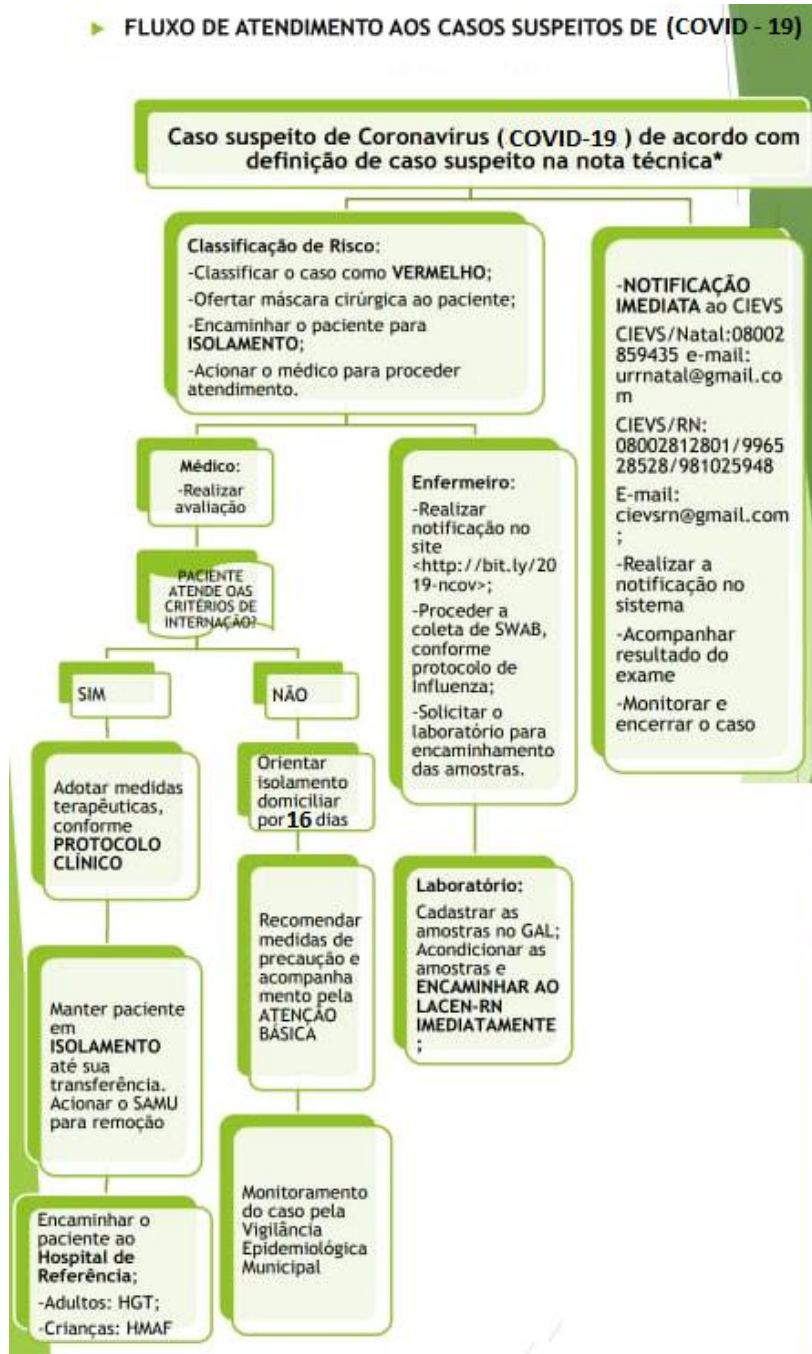 FLUXO DE ATENDIMENTO AOS CASOS SUSPEITOS DE (COVID - 19)
Caso suspeito de Coronavirus ( COVID-19 ) de acordo com
definição de caso suspeito na nota técnica*
Classificação de Risco:
-Classificar o caso como VERMELHO;
-Ofertar máscara cirúrgica ao paciente;
-Encaminhar o paciente para
ISOLAMENTO;
-Acionar o médico para proceder
atendimento.
-NOTIFICAÇÃO
IMEDIATA ao CIEVS
CIEVS/Natal:08002
859435 e-mail:
urrnatal@gmail.co
m
CIEVS/RN:
08002812801/9965
28528/981025948
E-mail:
cievsrn@gmail.com
;
-Realizar a
notificação no
sistema
-Acompanhar
resultado do
exame
-Monitorar e
encerrar o caso
Médico:
-Realizar
avaliação
PACIENTE
ATENDE OAS
CRITÉRIOS DE
INTERNAÇÃO?
SIM
Adotar medidas
terapêuticas,
conforme
PROTOCOLO
CLÍNICO
Manter paciente
em
ISOLAMENTO
até sua
transferência.
Acionar o SAMU
para remoção
Encaminhar o
paciente ao
Hospital de
Referência;
-Adultos: HGT;
-Crianças: HMAF
NÃO
Orientar
isolamento
domiciliar
por 16 dias
Recomendar
medidas de
precaução e
acompanha
mento pela
ATENÇÃO
BÁSICA
Monitoramento
do caso pela
Vigilância
Epidemiológica
Municipal
Enfermeiro:
-Realizar
notificação no
site
<http://bit.ly/20
19-ncov>;
-Proceder a
coleta de SWAB,
conforme
protocolo de
Influenza;
-Solicitar o
laboratório para
encaminhamento
das amostras.
Laboratório:
Cadastrar as
amostras no GAL;
Acondicionar as
amostras e
ENCAMINHAR AO
LACEN-RN
IMEDIATAMENTE
;